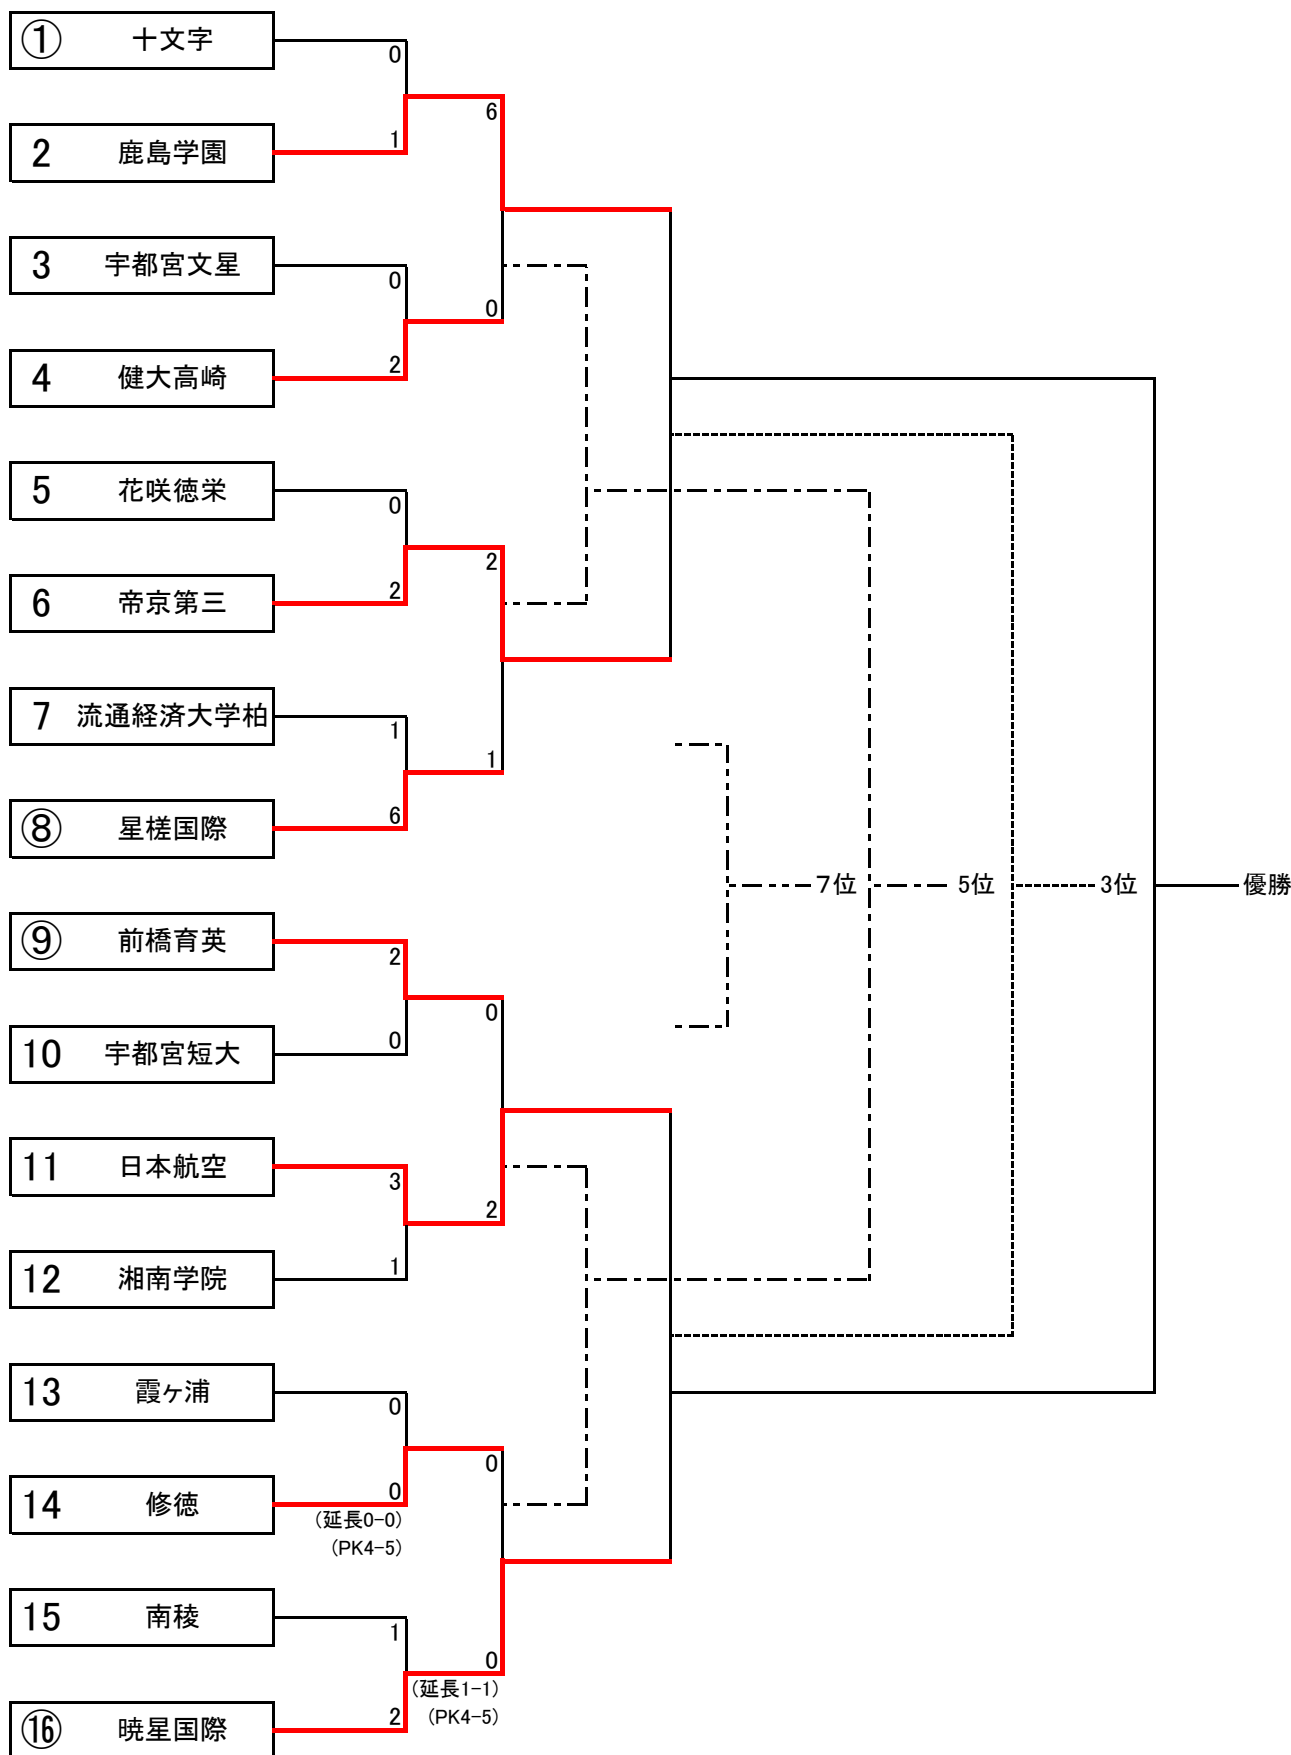 ① 十文字
0
6
1
2 鹿島学園
3 宇都宮文星
0
0
2
4 健大高崎
5 花咲徳栄
0
2
2
6 帝京第三
7 流通経済大学柏
1
1
6
⑧ 星槎国際
7位 5位 3位 優勝
⑨ 前橋育英
2
0
0
10 宇都宮短大
11 日本航空
3
2
1
12 湘南学院
13 霞ヶ浦
0
0
0
14 修徳
(延長0-0)
(PK4-5)
15 南稜
1
0
(延長1-1)
2
(PK4-5)
⑯ 暁星国際